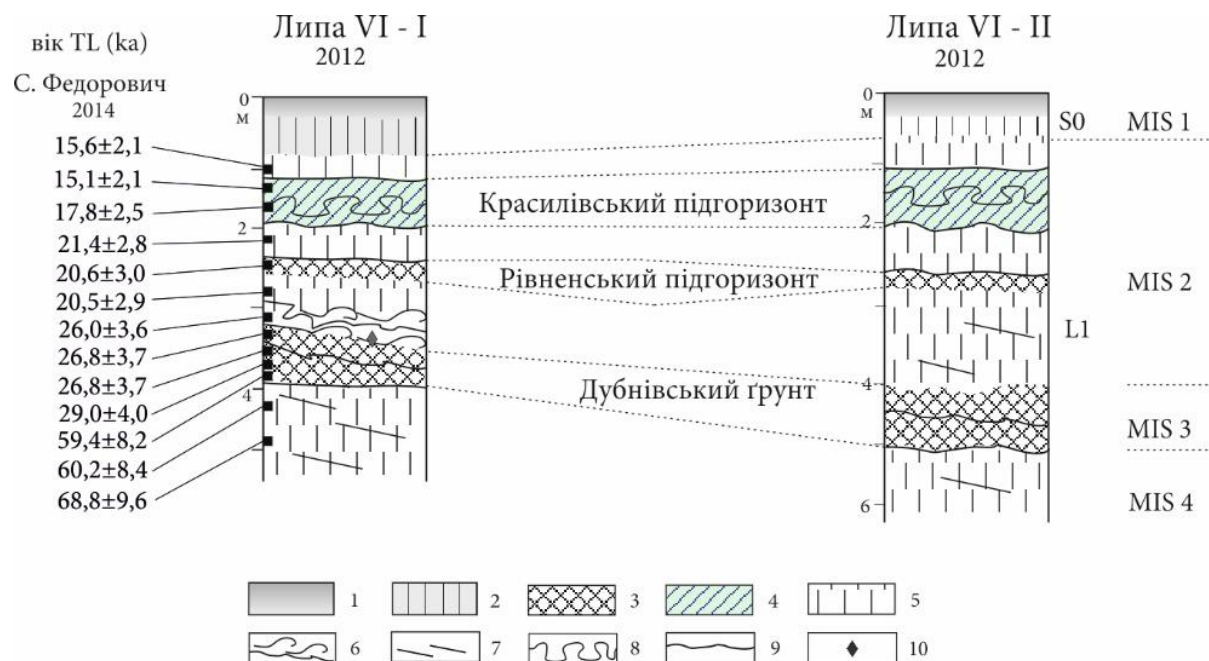 Липа VI - I
2012
Липа VI - II
2012
вік TL (ka)
С. Федорович
2014
0
м
2
4
15,6±2,1
15,1±2,1
17,8±2,5
21,4±2,8
20,6±3,0
20,5±2,9
26,0±3,6
26,8±3,7
26,8±3,7
29,0±4,0
59,4±8,2
60,2±8,4
68,8±9,6
Красилівський підгоризонт
Рівненський підгоризонт
Дубнівський ґрунт
0
м
2
4
6
S0
MIS 1
MIS 2
L1
MIS 3
MIS 4
1
2
3
4
5
6
7
8
9
10